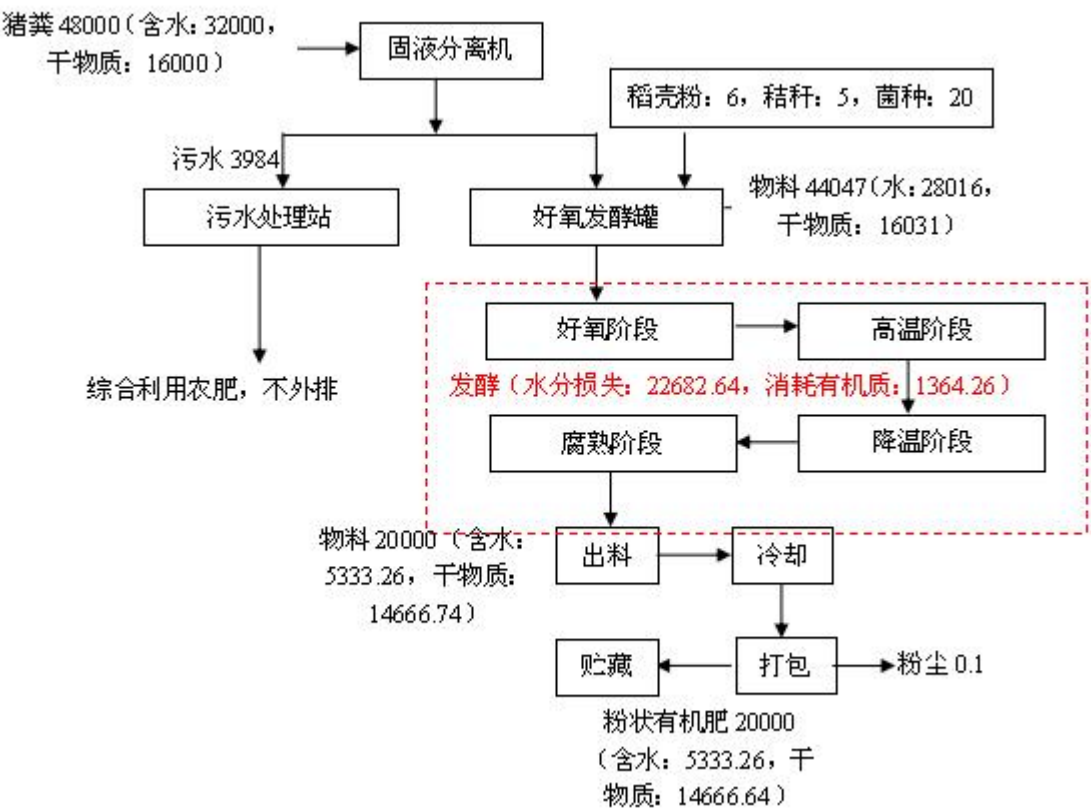 猪粪 48000（含水：32000，
干物质：16000）
固液分离机
稻壳粉：6，秸秆：5，菌种：20
污水 3984
污水处理站
好氧发酵罐
物料 44047（水：28016，
干物质：16031）
好氧阶段
高温阶段
综合利用农肥，不外排
发酵（水分损失：22682.64，消耗有机质：1364.26）
腐熟阶段
降温阶段
物料 20000（含水：
5333.26，干物质：
14666.74）
出料
冷却
贮藏
打包
粉尘 0.1
粉状有机肥 20000
（含水：5333.26，干
物质：14666.64）